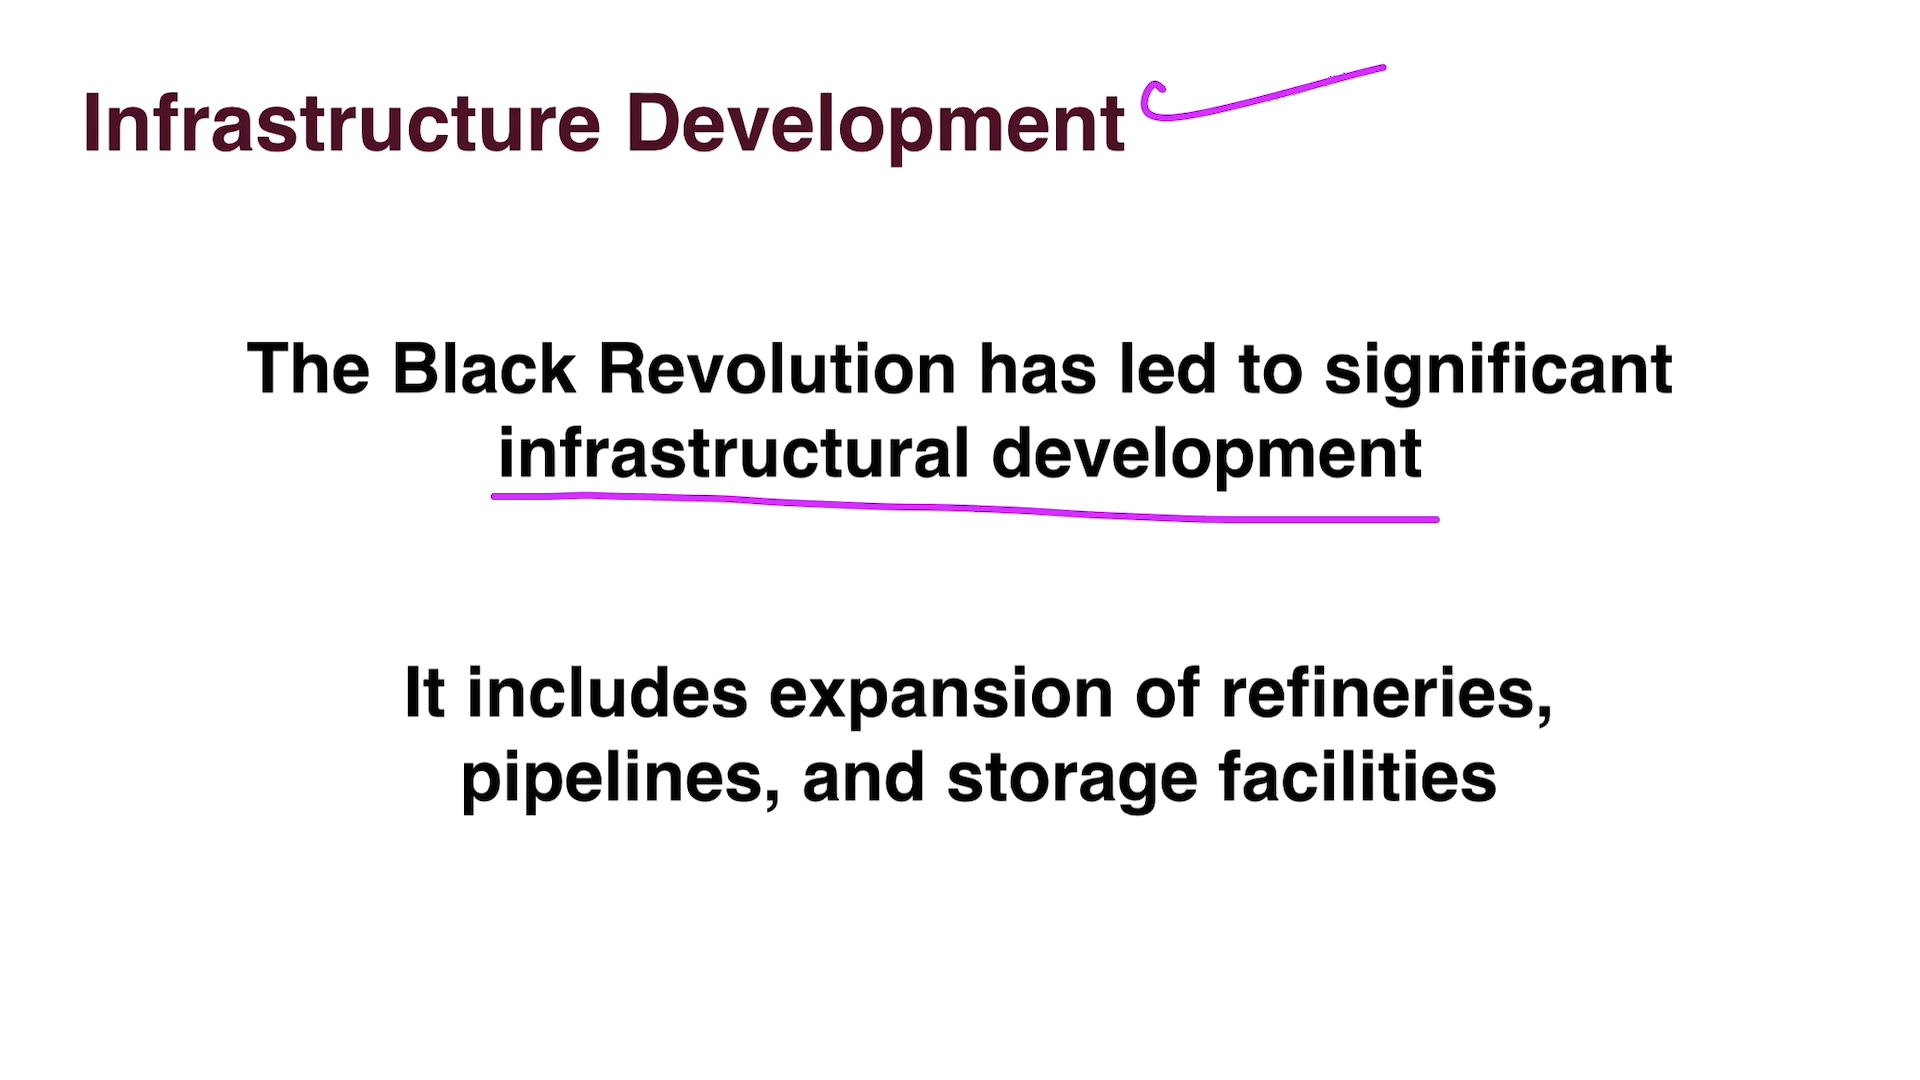 Infrastructure Development
The Black Revolution has led to significant
infrastructural development
It includes expansion of refineries,
pipelines, and storage facilities